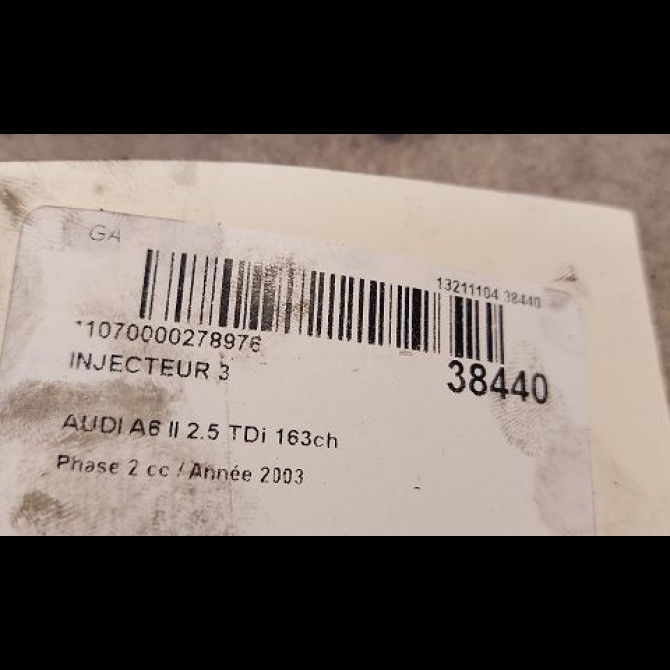 GA
13211104 38440
*1070000278976
INJECTEUR 3
38440
AUDI A6 II 2.5 TDi 163ch
Phase 2 cc / Année 2003